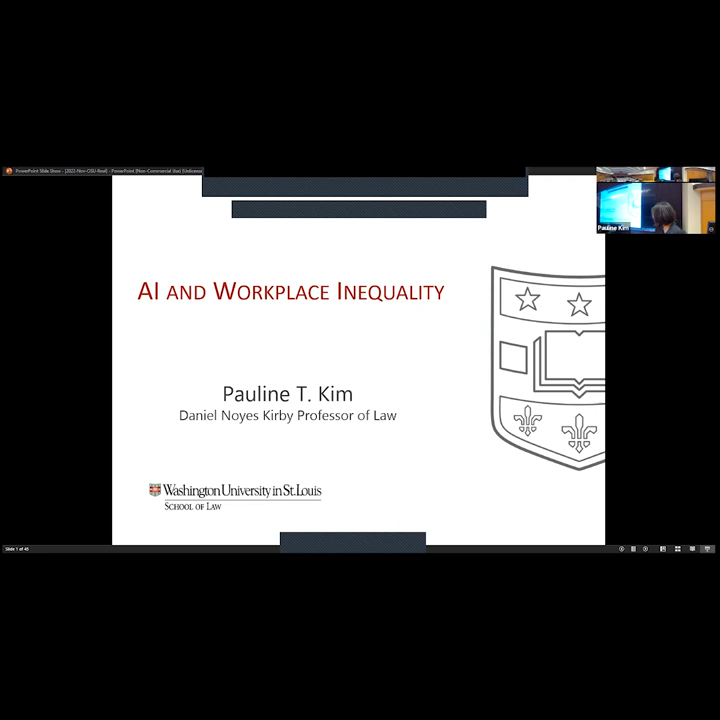 PowerPoint Slide Show - [2022-Nov-OSU-final] - PowerPoint (Non-Commercial Use) (Unlicensed
Pauline Kim
AI AND WORKPLACE INEQUALITY
Pauline T. Kim
Daniel Noyes Kirby Professor of Law
Washington University in St. Louis
SCHOOL OF LAW
Slide 1 of 45